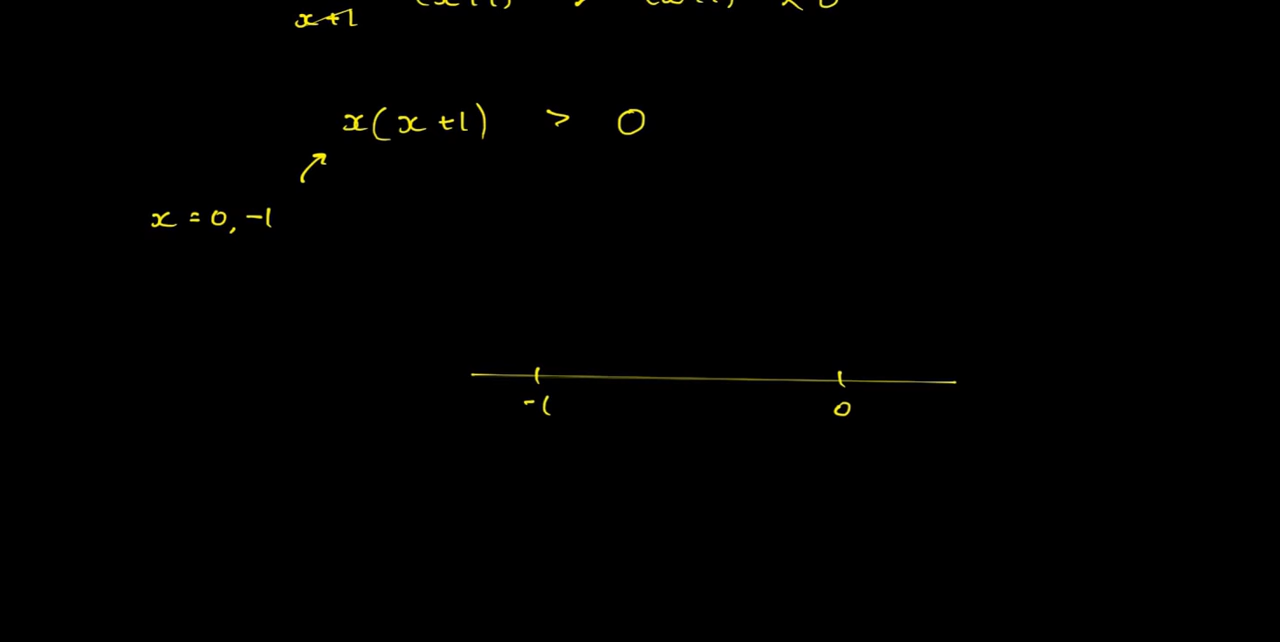 x+1
x(x+1) > 0
x = 0, -1
-1 0